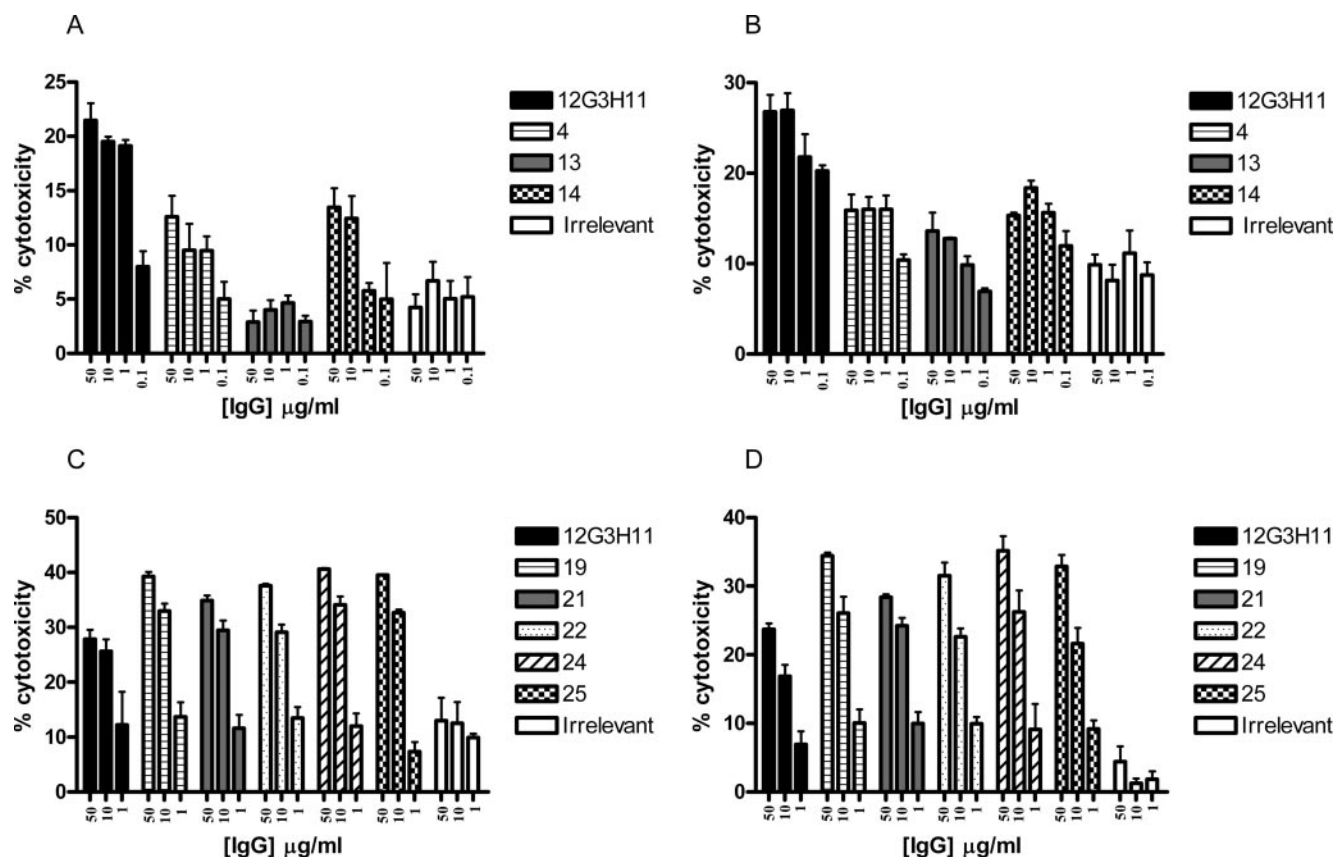 A
25
20
15
10
5
0
% cytotoxicity
50 10 1 0.1 50 10 1 0.1 50 10 1 0.1 50 10 1 0.1 50 10 1 0.1
[IgG] μg/ml
12G3H11
4
13
14
Irrelevant
B
30
20
10
0
% cytotoxicity
50 10 1 0.1 50 10 1 0.1 50 10 1 0.1 50 10 1 0.1 50 10 1 0.1
[IgG] μg/ml
12G3H11
4
13
14
Irrelevant
C
50
40
30
20
10
0
% cytotoxicity
50 10 1 50 10 1 50 10 1 50 10 1 50 10 1 50 10 1 50 10 1
[IgG] μg/ml
12G3H11
19
21
22
24
25
Irrelevant
D
40
30
20
10
0
% cytotoxicity
50 10 1 50 10 1 50 10 1 50 10 1 50 10 1 50 10 1 50 10 1
[IgG] μg/ml
12G3H11
19
21
22
24
25
Irrelevant